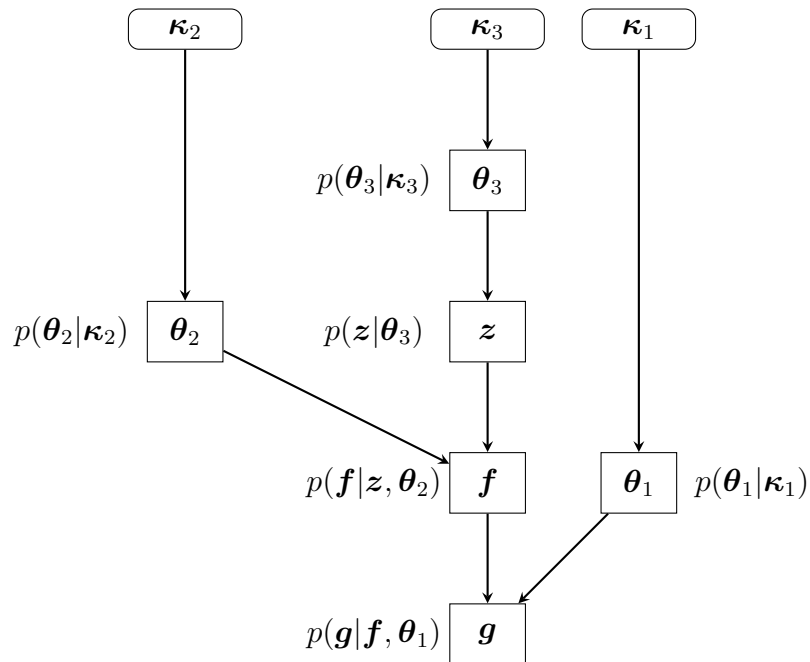 κ₂ κ₃ κ₁
p(θ₃|κ₃) θ₃
p(θ₂|κ₂) θ₂ p(z|θ₃) z
p(f|z, θ₂) f θ₁ p(θ₁|κ₁)
p(g|f, θ₁) g